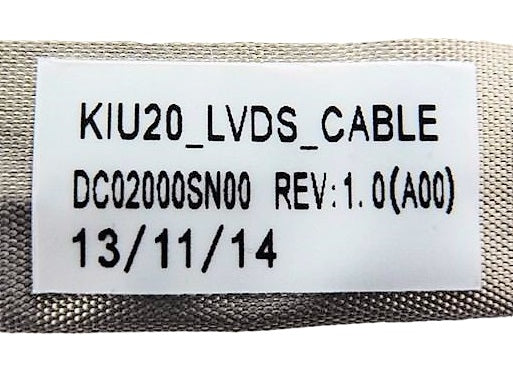 KIU20_LVDS_CABLE
DC02000SN00 REV:1.0(A00)
13/11/14